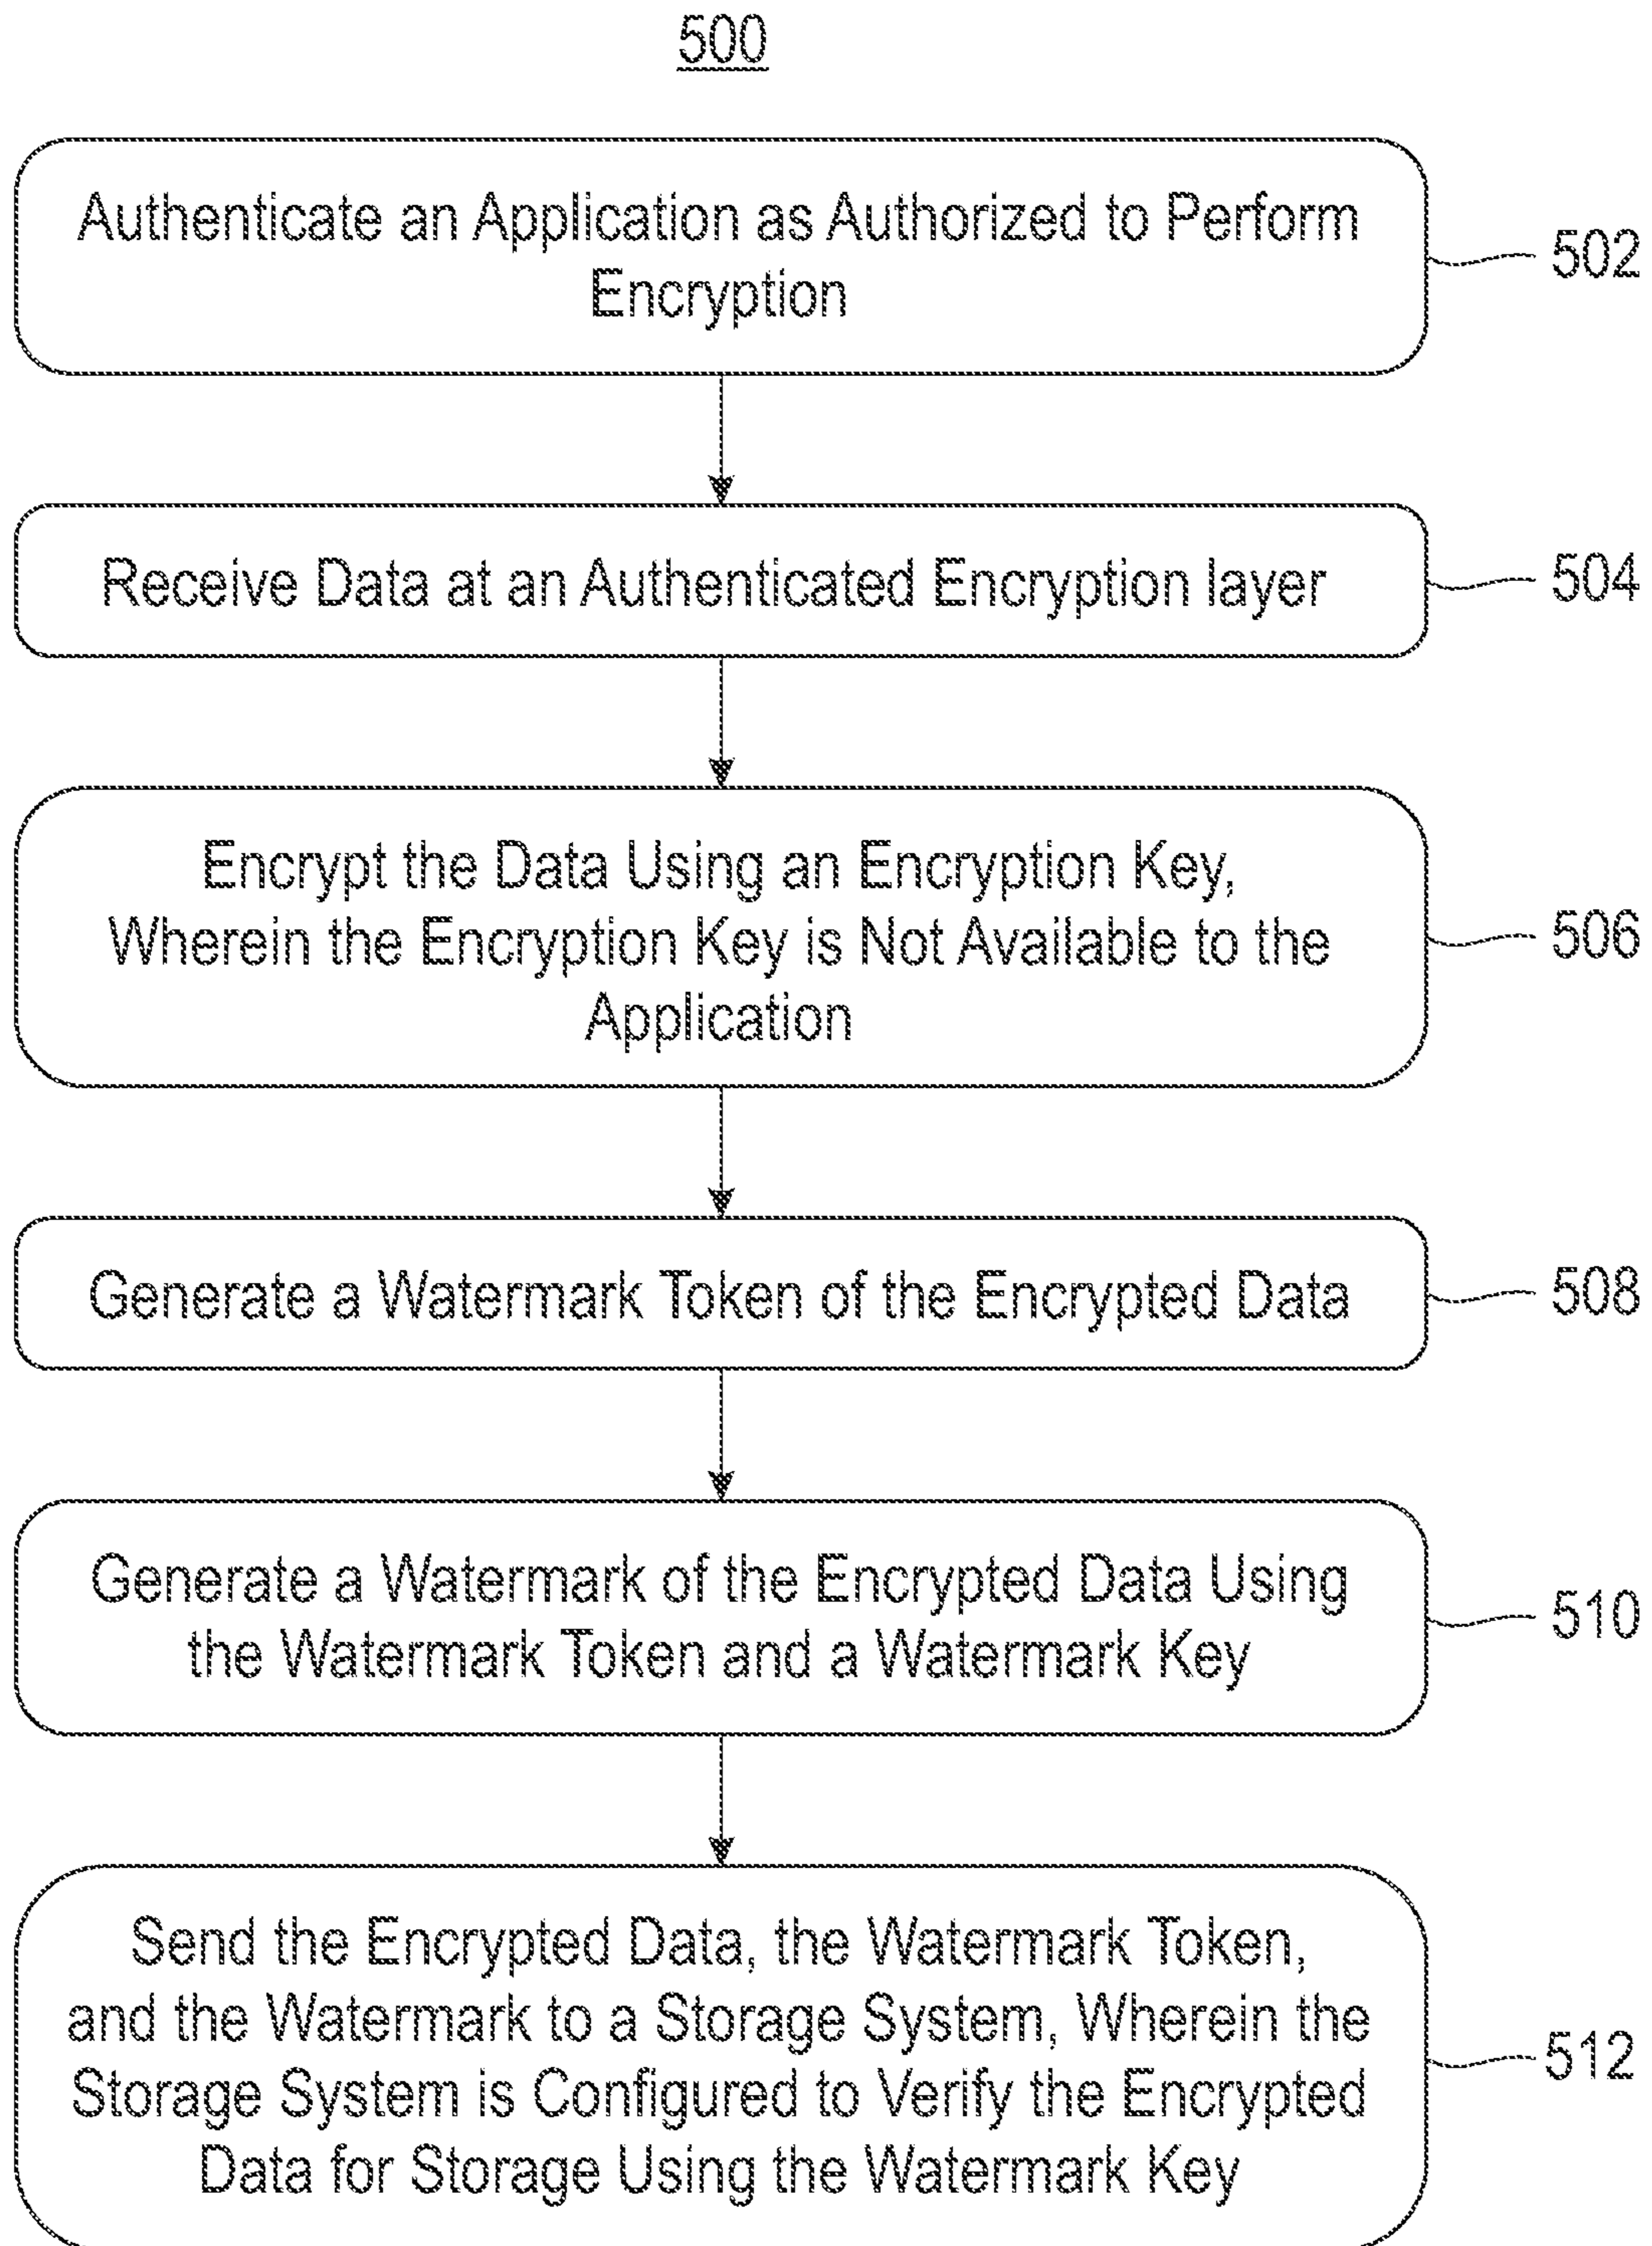 500
Authenticate an Application as Authorized to Perform
Encryption
502
Receive Data at an Authenticated Encryption layer
504
Encrypt the Data Using an Encryption Key,
Wherein the Encryption Key is Not Available to the
Application
506
Generate a Watermark Token of the Encrypted Data
508
Generate a Watermark of the Encrypted Data Using
the Watermark Token and a Watermark Key
510
Send the Encrypted Data, the Watermark Token,
and the Watermark to a Storage System, Wherein the
Storage System is Configured to Verify the Encrypted
Data for Storage Using the Watermark Key
512